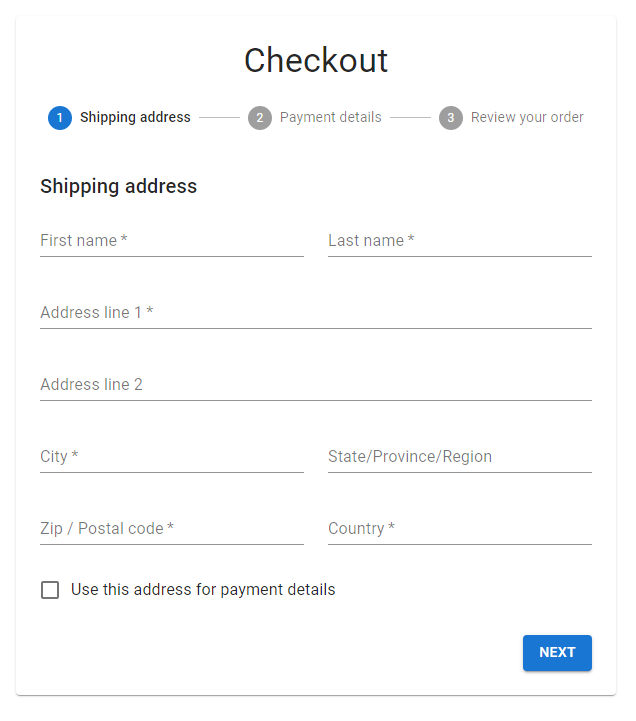 Checkout
1 Shipping address 2 Payment details 3 Review your order
Shipping address
First name * Last name *
Address line 1 *
Address line 2
City * State/Province/Region
Zip / Postal code * Country *
Use this address for payment details
NEXT